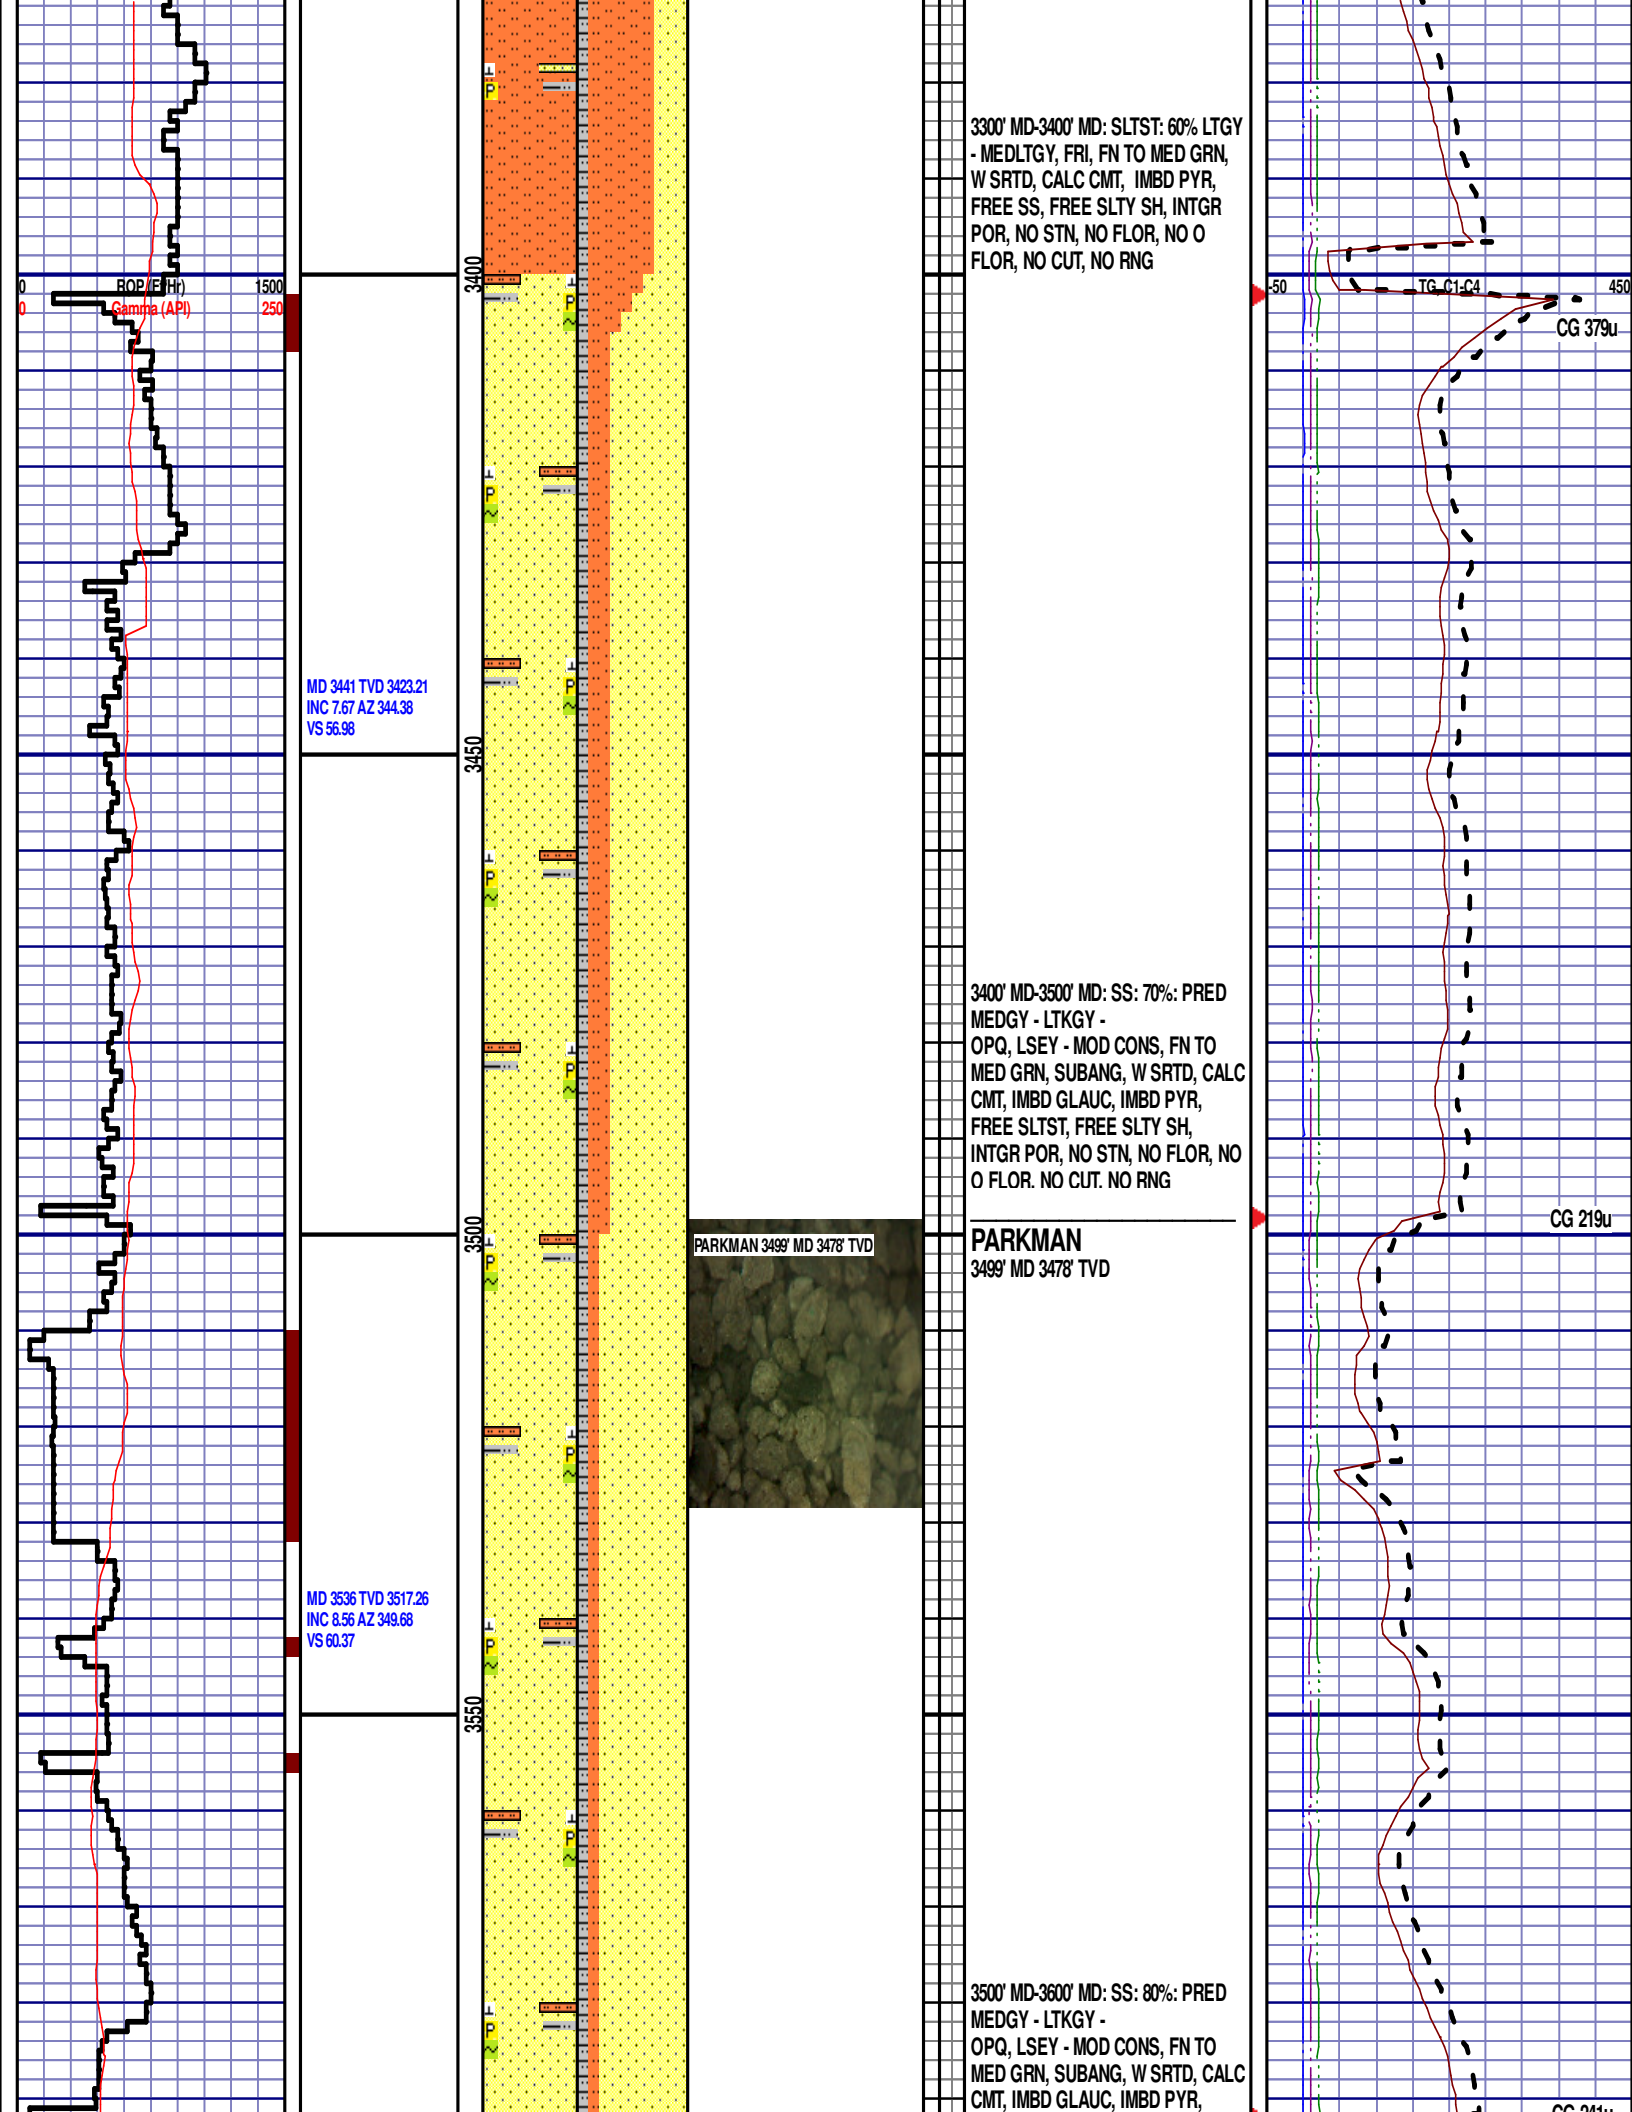 3300' MD-3400' MD: SLTST: 60% LTGY
- MEDLTGY, FRI, FN TO MED GRN,
W SRTD, CALC CMT, IMBD PYR,
FREE SS, FREE SLTY SH, INTGR
POR, NO STN, NO FLOR, NO O
FLOR, NO CUT, NO RNG
3400
0 ROP (Ft/Hr) 1500
0 Gamma (API) 250
-50 TG, C1-C4 450
CG 379u
MD 3441 TVD 3423.21
INC 7.67 AZ 344.38
VS 56.98
3450
3400' MD-3500' MD: SS: 70%: PRED
MEDGY - LTKGY -
OPQ, LSEY - MOD CONS, FN TO
MED GRN, SUBANG, W SRTD, CALC
CMT, IMBD GLAUC, IMBD PYR,
FREE SLTST, FREE SLTY SH,
INTGR POR, NO STN, NO FLOR, NO
O FLOR. NO CUT. NO RNG
CG 219u
3500
PARKMAN 3499' MD 3478' TVD
PARKMAN
3499' MD 3478' TVD
MD 3536 TVD 3517.26
INC 8.56 AZ 349.68
VS 60.37
3550
3500' MD-3600' MD: SS: 80%: PRED
MEDGY - LTKGY -
OPQ, LSEY - MOD CONS, FN TO
MED GRN, SUBANG, W SRTD, CALC
CMT, IMBD GLAUC, IMBD PYR,
CG 241u